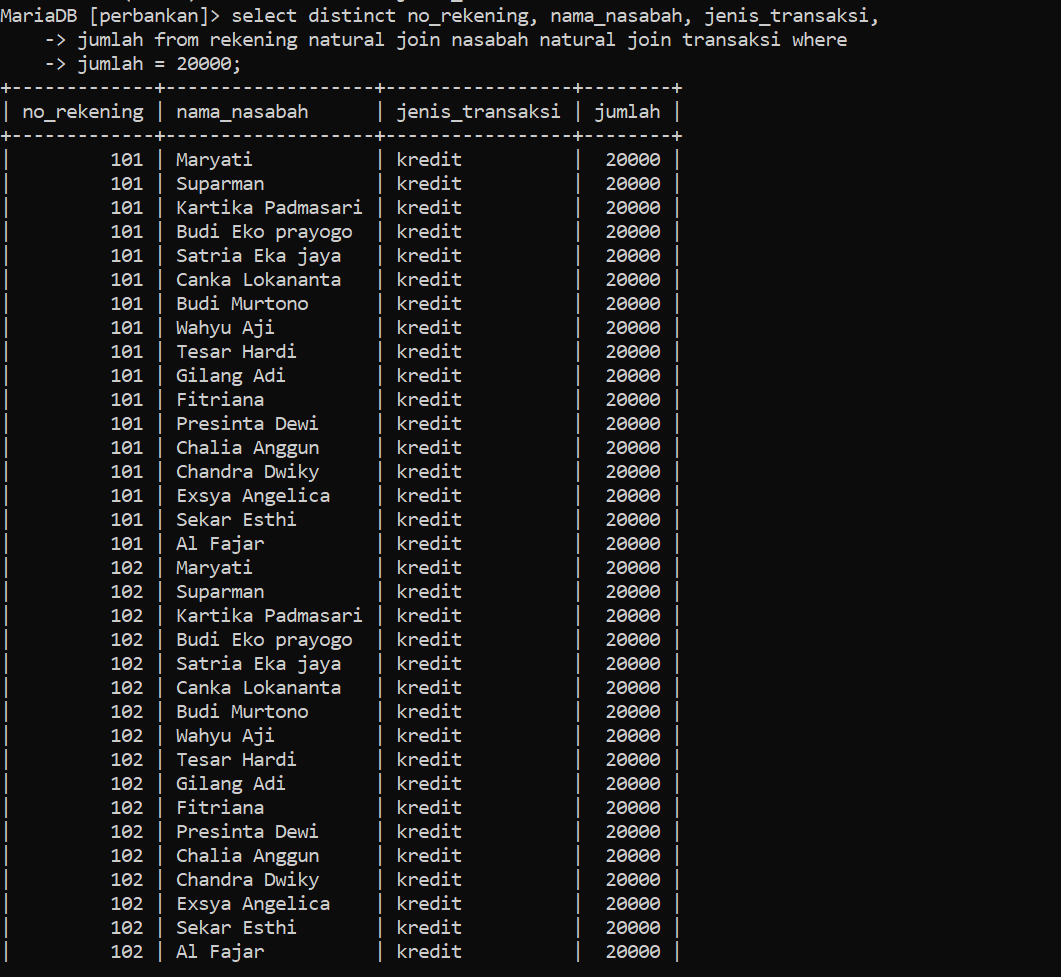 MariaDB [perbankan]> select distinct no_rekening, nama_nasabah, jenis_transaksi,
    -> jumlah from rekening natural join nasabah natural join transaksi where
    -> jumlah = 20000;
+-------------+-------------------+-----------------+--------+
| no_rekening | nama_nasabah      | jenis_transaksi | jumlah |
+-------------+-------------------+-----------------+--------+
|         101 | Maryati           | kredit          |  20000 |
|         101 | Suparman          | kredit          |  20000 |
|         101 | Kartika Padmasari | kredit          |  20000 |
|         101 | Budi Eko prayogo  | kredit          |  20000 |
|         101 | Satria Eka jaya   | kredit          |  20000 |
|         101 | Canka Lokananta   | kredit          |  20000 |
|         101 | Budi Murtono      | kredit          |  20000 |
|         101 | Wahyu Aji         | kredit          |  20000 |
|         101 | Tesar Hardi       | kredit          |  20000 |
|         101 | Gilang Adi        | kredit          |  20000 |
|         101 | Fitriana          | kredit          |  20000 |
|         101 | Presinta Dewi     | kredit          |  20000 |
|         101 | Chalia Anggun     | kredit          |  20000 |
|         101 | Chandra Dwiky     | kredit          |  20000 |
|         101 | Exsya Angelica    | kredit          |  20000 |
|         101 | Sekar Esthi       | kredit          |  20000 |
|         101 | Al Fajar          | kredit          |  20000 |
|         102 | Maryati           | kredit          |  20000 |
|         102 | Suparman          | kredit          |  20000 |
|         102 | Kartika Padmasari | kredit          |  20000 |
|         102 | Budi Eko prayogo  | kredit          |  20000 |
|         102 | Satria Eka jaya   | kredit          |  20000 |
|         102 | Canka Lokananta   | kredit          |  20000 |
|         102 | Budi Murtono      | kredit          |  20000 |
|         102 | Wahyu Aji         | kredit          |  20000 |
|         102 | Tesar Hardi       | kredit          |  20000 |
|         102 | Gilang Adi        | kredit          |  20000 |
|         102 | Fitriana          | kredit          |  20000 |
|         102 | Presinta Dewi     | kredit          |  20000 |
|         102 | Chalia Anggun     | kredit          |  20000 |
|         102 | Chandra Dwiky     | kredit          |  20000 |
|         102 | Exsya Angelica    | kredit          |  20000 |
|         102 | Sekar Esthi       | kredit          |  20000 |
|         102 | Al Fajar          | kredit          |  20000 |